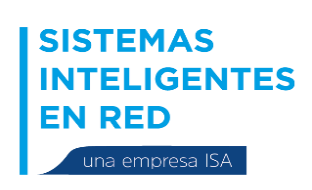 SISTEMAS
INTELIGENTES
EN RED
una empresa ISA